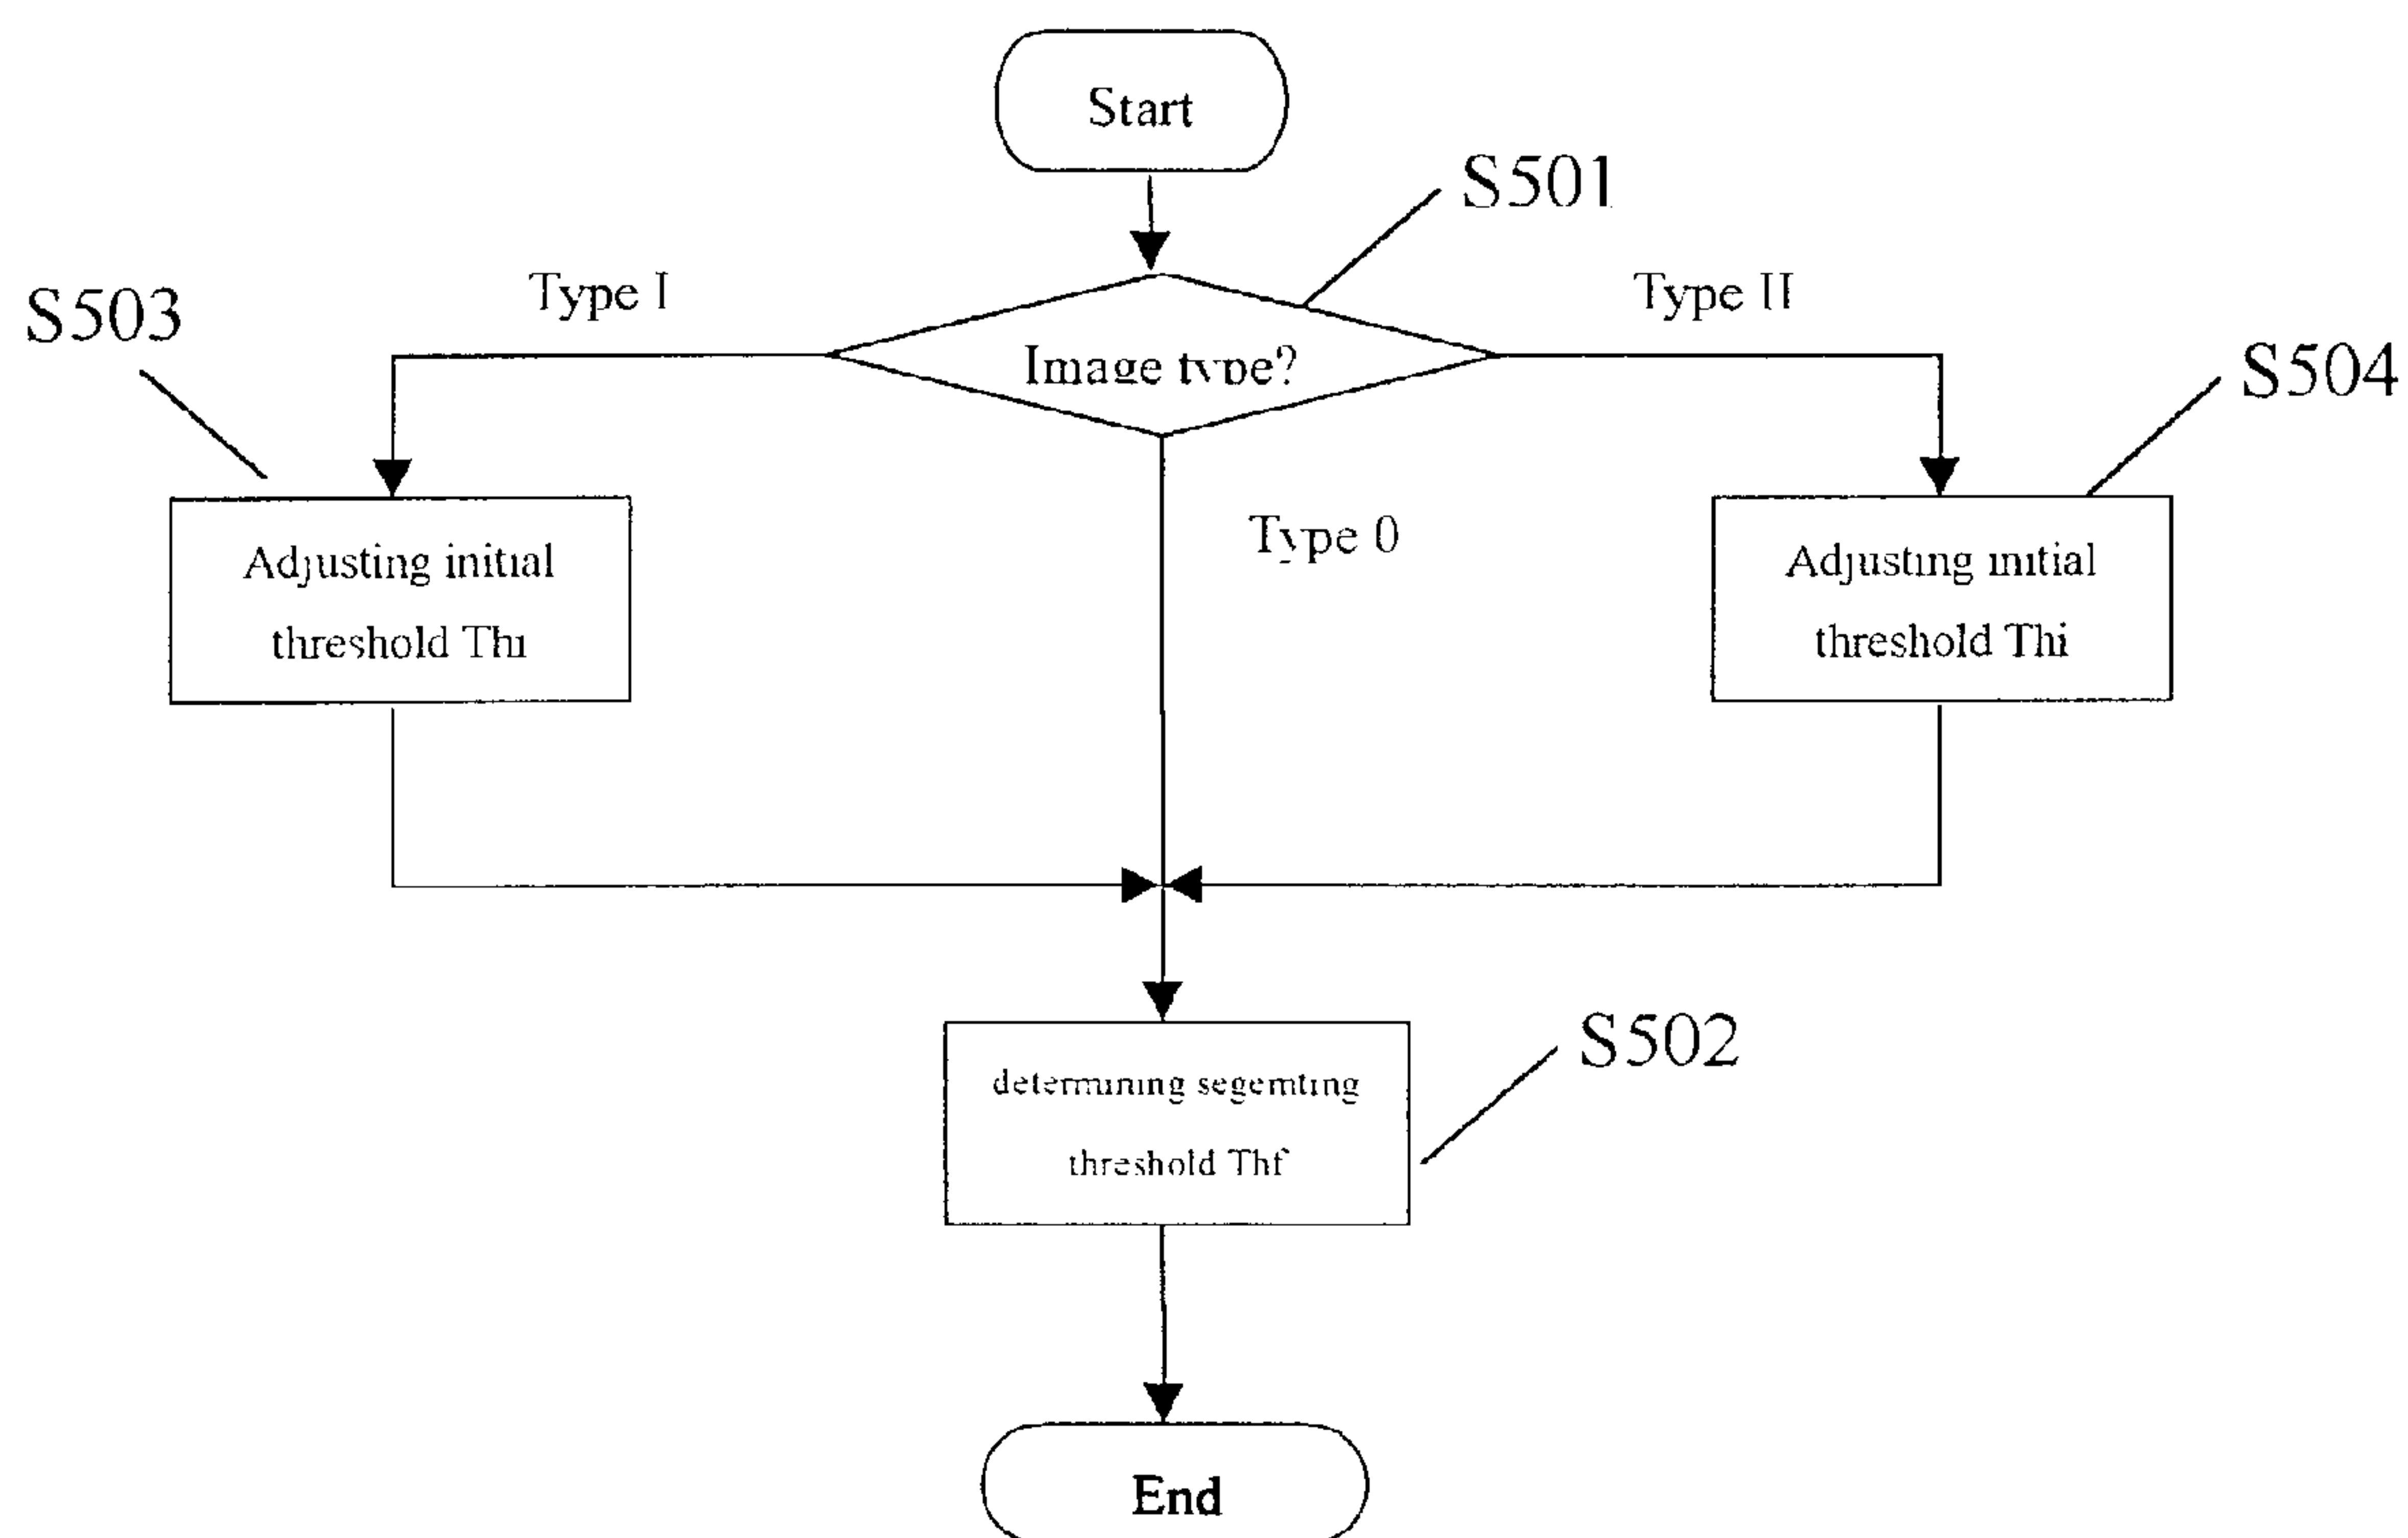 Start
S501
Type I
Type II
S503
Image type?
S504
Type 0
Adjusting initial
threshold Thi
Adjusting initial
threshold Thi
determining segemting
threshold Thf
S502
End